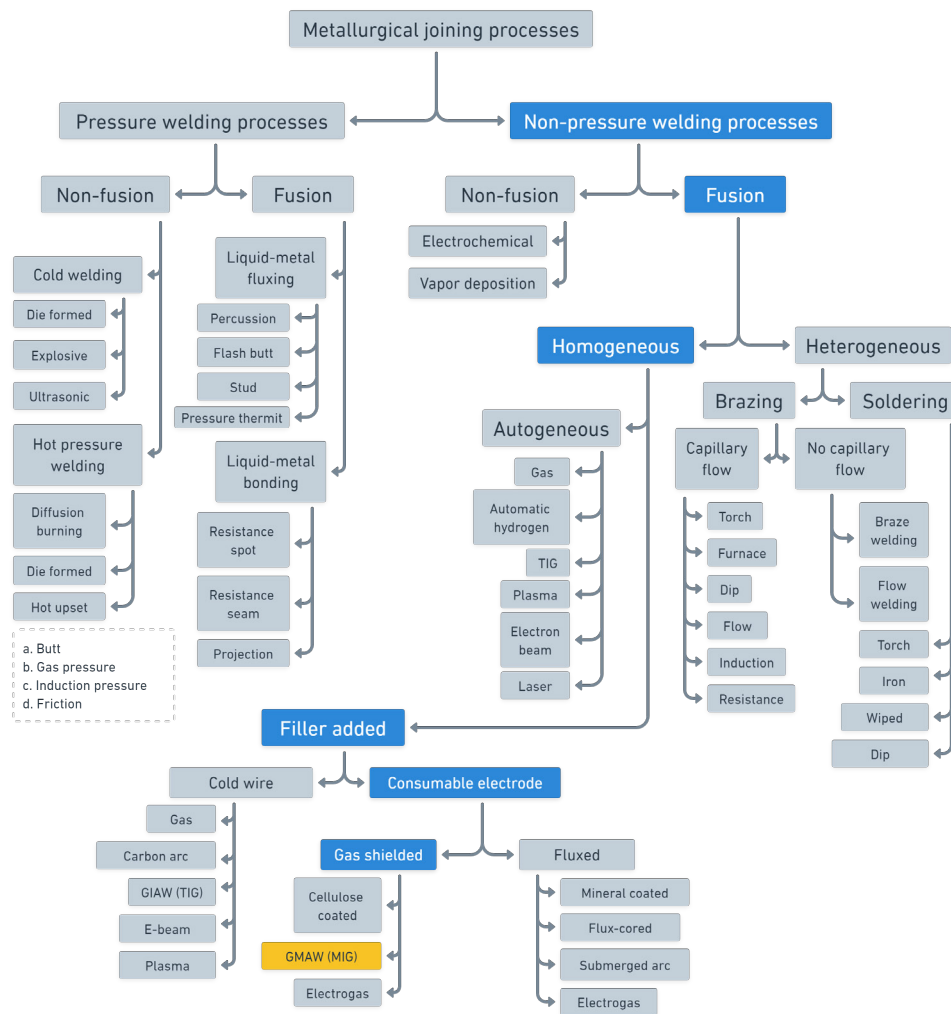 Metallurgical joining processes
Pressure welding processes
Non-pressure welding processes
Non-fusion
Fusion
Non-fusion
Fusion
Cold welding
Die formed
Explosive
Ultrasonic
Hot pressure
welding
Diffusion
burning
Die formed
Hot upset
a. Butt
b. Gas pressure
c. Induction pressure
d. Friction
Liquid-metal
fluxing
Percussion
Flash butt
Stud
Pressure thermit
Liquid-metal
bonding
Resistance
spot
Resistance
seam
Projection
Electrochemical
Vapor deposition
Homogeneous
Heterogeneous
Autogeneous
Gas
Automatic
hydrogen
TIG
Plasma
Electron
beam
Laser
Brazing
Soldering
Capillary
flow
No capillary
flow
Torch
Furnace
Dip
Flow
Induction
Resistance
Braze
welding
Flow
welding
Torch
Iron
Wiped
Dip
Filler added
Cold wire
Consumable electrode
Gas
Carbon arc
GIAW (TIG)
E-beam
Plasma
Gas shielded
Fluxed
Cellulose
coated
GMAW (MIG)
Electrogas
Mineral coated
Flux-cored
Submerged arc
Electrogas